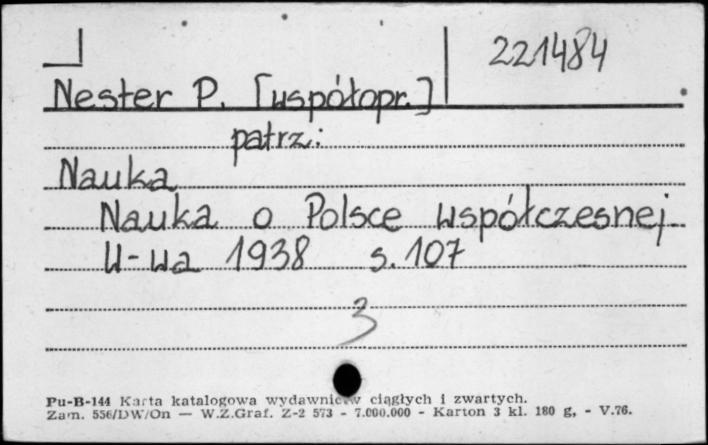 221484
Nester P. [współopr.]
patrz:
Nauka
Nauka o Polsce współczesnej
W-wa 1938 s. 107
3
Pu-B-144 Karta katalogowa wydawnictw ciągłych i zwartych.
Zam. 556/DW/On — W.Z.Graf. Z-2 573 - 7.000.000 - Karton 3 kl. 180 g. - V.76.